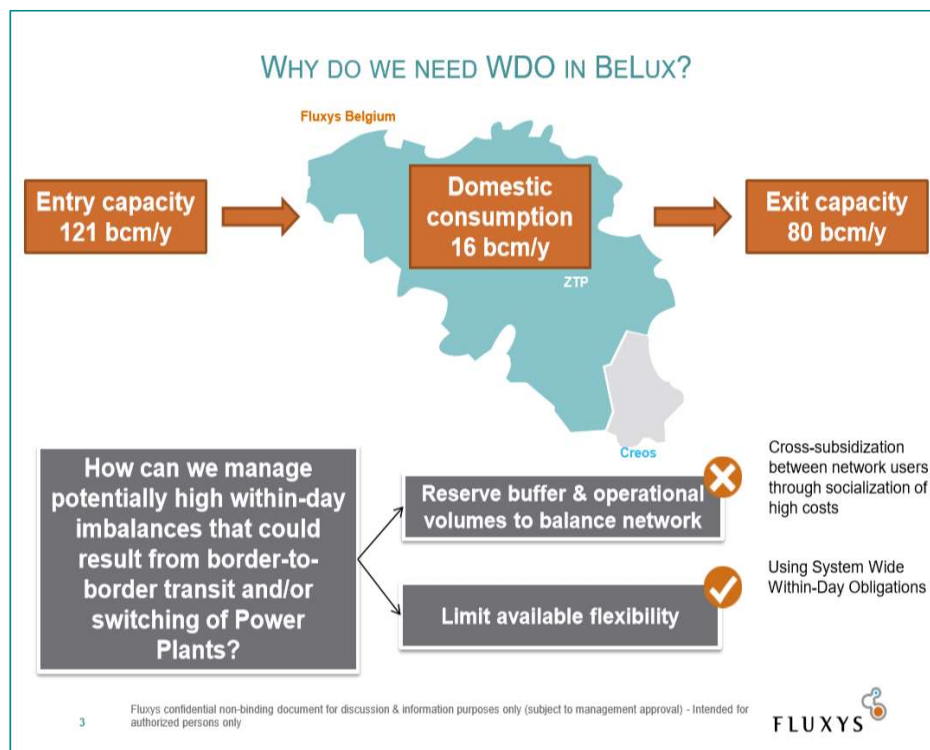 WHY DO WE NEED WDO IN BELUX?
Fluxys Belgium
Entry capacity
121 bcm/y
Domestic
consumption
16 bcm/y
Exit capacity
80 bcm/y
ZTP
Creos
How can we manage
potentially high within-day
imbalances that could
result from border-to-
border transit and/or
switching of Power
Plants?
Reserve buffer & operational
volumes to balance network
Cross-subsidization
between network users
through socialization of
high costs
Limit available flexibility
Using System Wide
Within-Day Obligations
3
Fluxys confidential non-binding document for discussion & information purposes only (subject to management approval) - Intended for
authorized persons only
FLUXYS